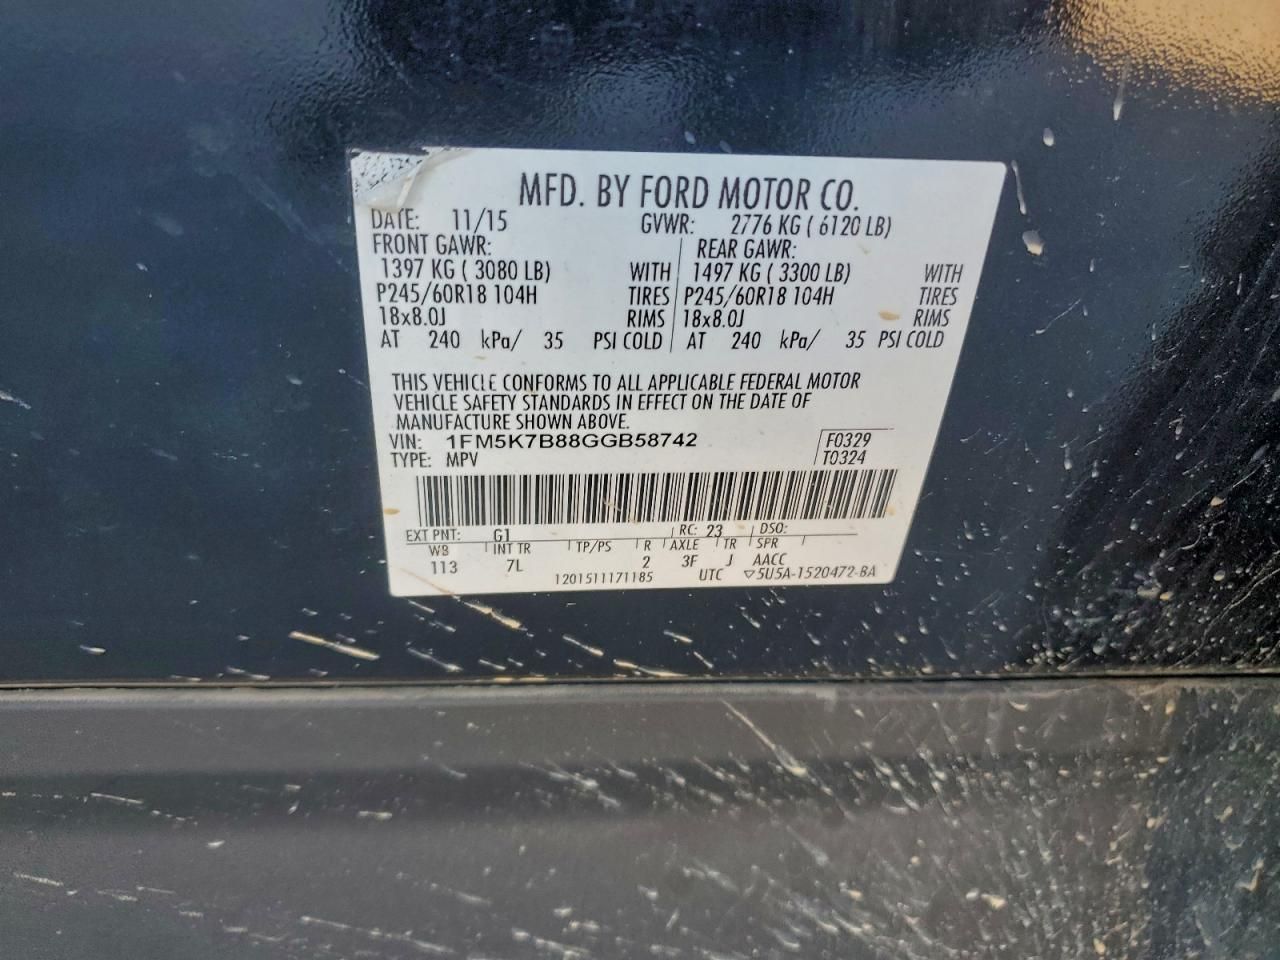 MFD. BY FORD MOTOR CO.
DATE: 11/15 GVWR: 2776 KG ( 6120 LB)
FRONT GAWR: REAR GAWR:
1397 KG ( 3080 LB) WITH 1497 KG ( 3300 LB) WITH
P245/60R18 104H TIRES P245/60R18 104H TIRES
18x8.0J RIMS 18x8.0J RIMS
AT 240 kPa/ 35 PSI COLD AT 240 kPa/ 35 PSI COLD
THIS VEHICLE CONFORMS TO ALL APPLICABLE FEDERAL MOTOR
VEHICLE SAFETY STANDARDS IN EFFECT ON THE DATE OF
MANUFACTURE SHOWN ABOVE.
VIN: 1FM5K7B88GGB58742 F0329
TYPE: MPV T0324
EXT PNT: G1 RC: 23 DSO:
WB INT TR TP/PS R AXLE TR SPR
113 7L 2 3F J AACC
1201511171185 UTC ▽5U5A-1520472-BA